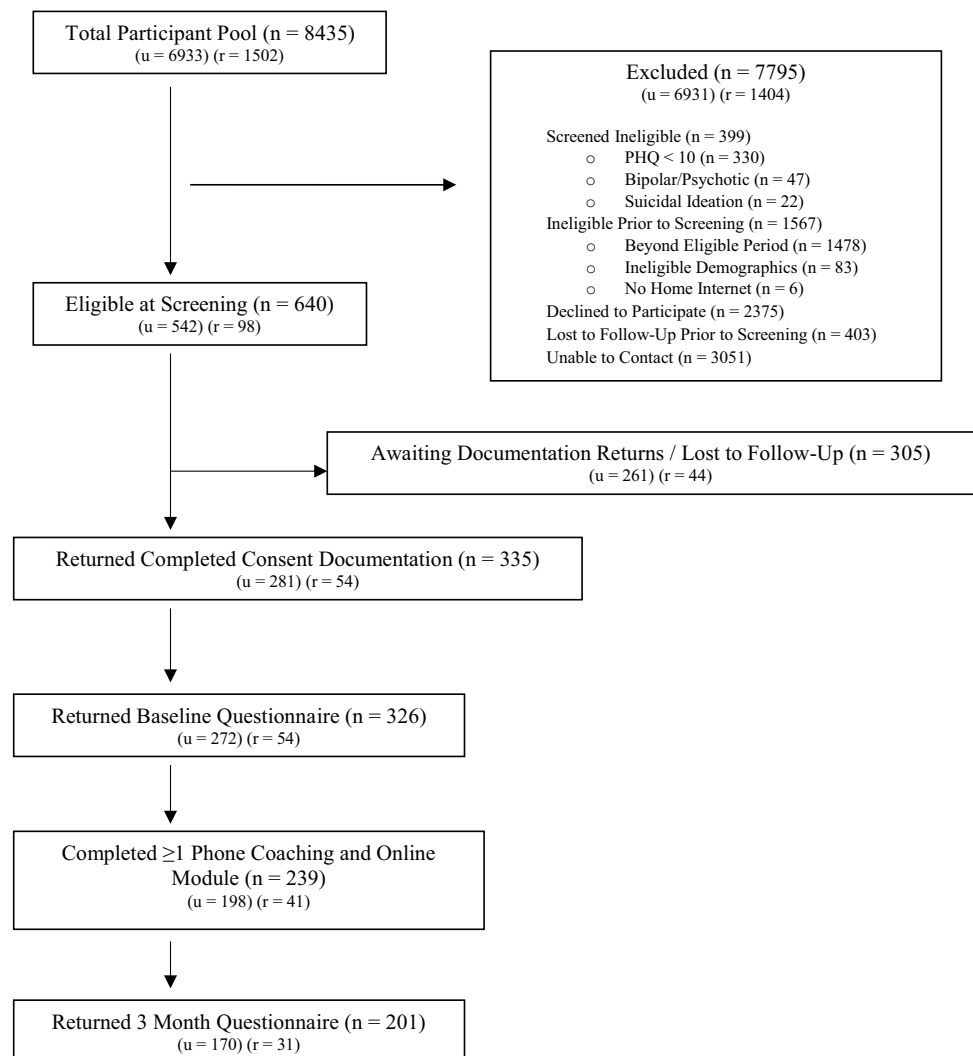 Total Participant Pool (n = 8435)
(u = 6933) (r = 1502)
Excluded (n = 7795)
(u = 6931) (r = 1404)
Screened Ineligible (n = 399)
o PHQ < 10 (n = 330)
o Bipolar/Psychotic (n = 47)
o Suicidal Ideation (n = 22)
Ineligible Prior to Screening (n = 1567)
o Beyond Eligible Period (n = 1478)
o Ineligible Demographics (n = 83)
o No Home Internet (n = 6)
Declined to Participate (n = 2375)
Lost to Follow-Up Prior to Screening (n = 403)
Unable to Contact (n = 3051)
Eligible at Screening (n = 640)
(u = 542) (r = 98)
Awaiting Documentation Returns / Lost to Follow-Up (n = 305)
(u = 261) (r = 44)
Returned Completed Consent Documentation (n = 335)
(u = 281) (r = 54)
Returned Baseline Questionnaire (n = 326)
(u = 272) (r = 54)
Completed ≥1 Phone Coaching and Online
Module (n = 239)
(u = 198) (r = 41)
Returned 3 Month Questionnaire (n = 201)
(u = 170) (r = 31)